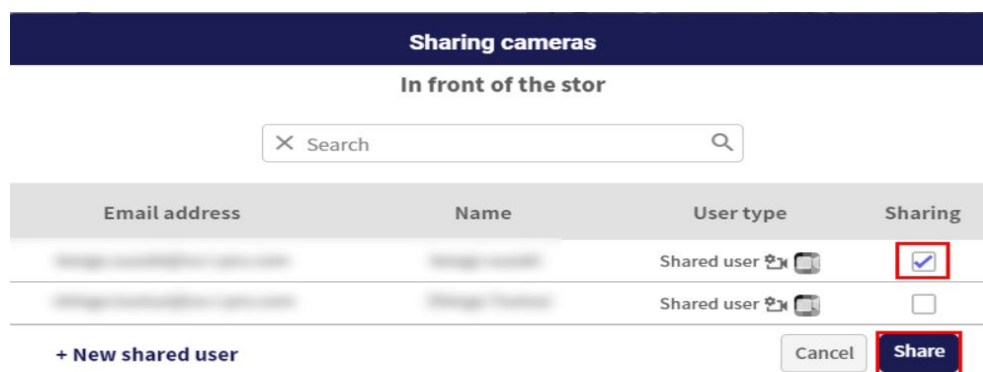 Sharing cameras
In front of the stor
Search
Email address Name User type Sharing
Shared user
Shared user
+ New shared user Cancel Share